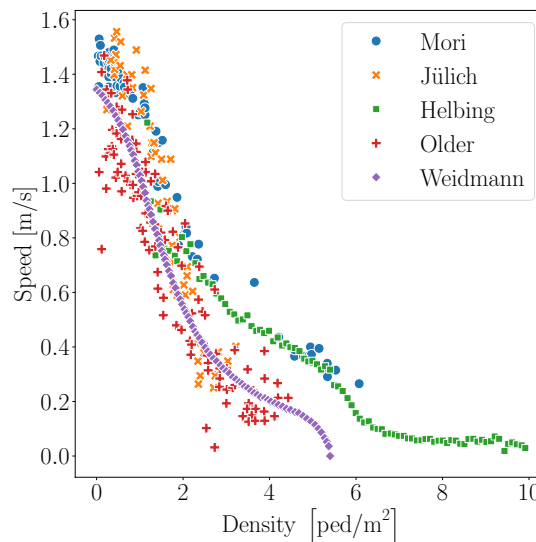 1.6
1.4
1.2
1.0
0.8
0.6
0.4
0.2
0.0
Speed [m/s]
Mori
Jülich
Helbing
Older
Weidmann
0 2 4 6 8 10
Density [ped/m²]